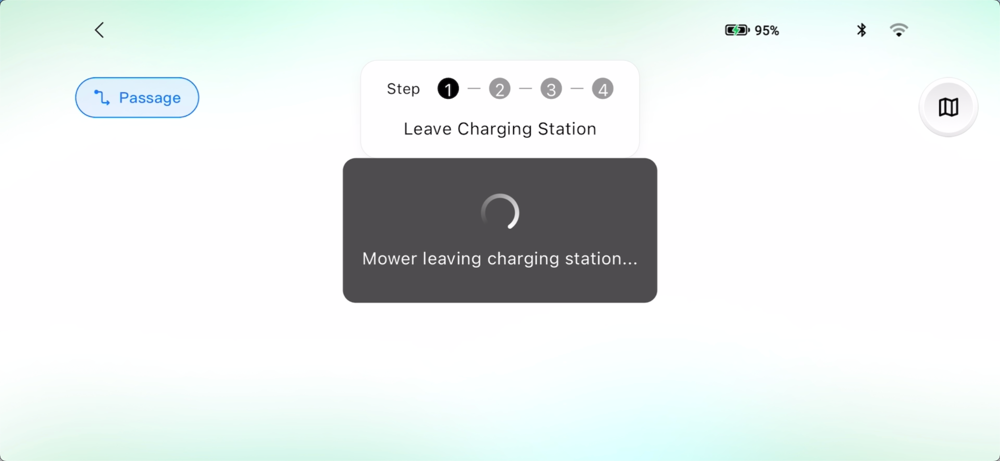 95%
Passage
Step 1 2 3 4
Leave Charging Station
Mower leaving charging station...